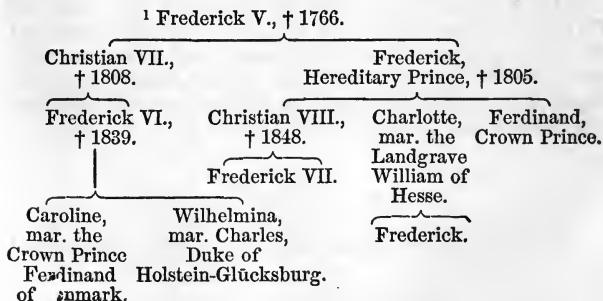 ¹ Frederick V., † 1766.
Christian VII., Frederick,
† 1808. Hereditary Prince, † 1805.
Frederick VI., Christian VIII., Charlotte, Ferdinand,
† 1839. † 1848. mar. the Crown Prince.
Landgrave
Frederick VII. William of
Hesse.
Caroline, Wilhelmina,
mar. the mar. Charles, Frederick.
Crown Prince Duke of
Holstein-Glücksburg.
of